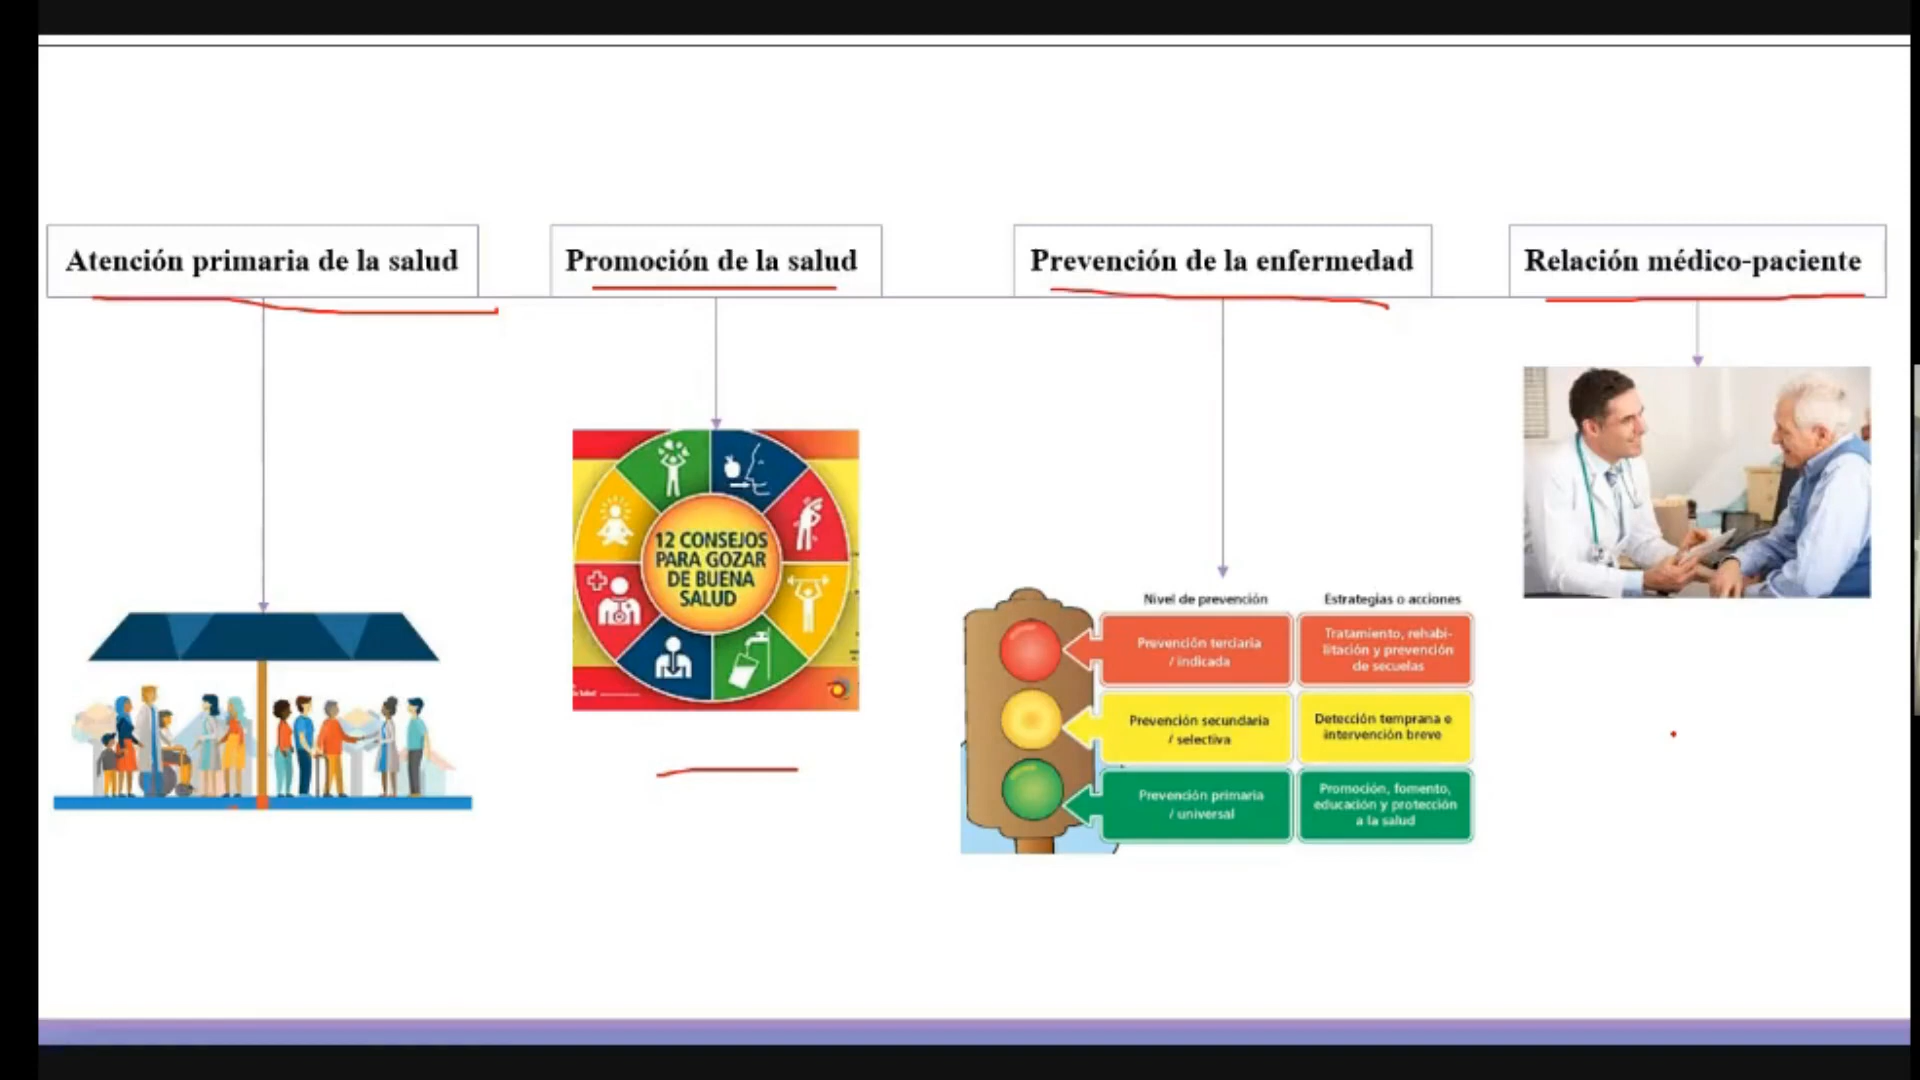 Atención primaria de la salud
Promoción de la salud
Prevención de la enfermedad
Relación médico-paciente
12 CONSEJOS
PARA GOZAR
DE BUENA
SALUD
Nivel de prevención
Estrategias o acciones
Prevención terciaria
/ indicada
Tratamiento, rehabi-
litación y prevención
de secuelas
Prevención secundaria
/ selectiva
Detección temprana e
intervención breve
Prevención primaria
/ universal
Promoción, fomento,
educación y protección
a la salud